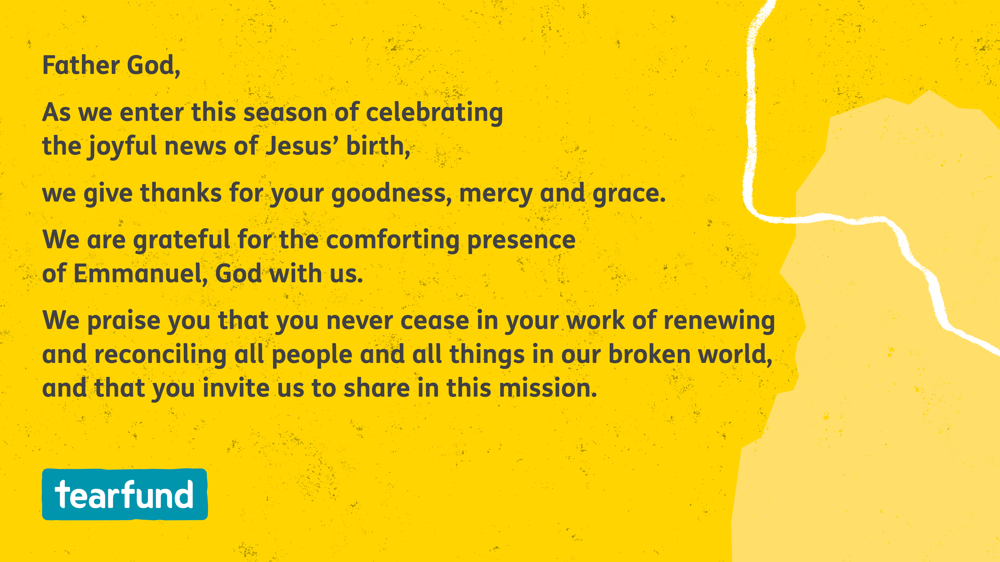 Father God,
As we enter this season of celebrating
the joyful news of Jesus’ birth,
we give thanks for your goodness, mercy and grace.
We are grateful for the comforting presence
of Emmanuel, God with us.
We praise you that you never cease in your work of renewing
and reconciling all people and all things in our broken world,
and that you invite us to share in this mission.
tearfund